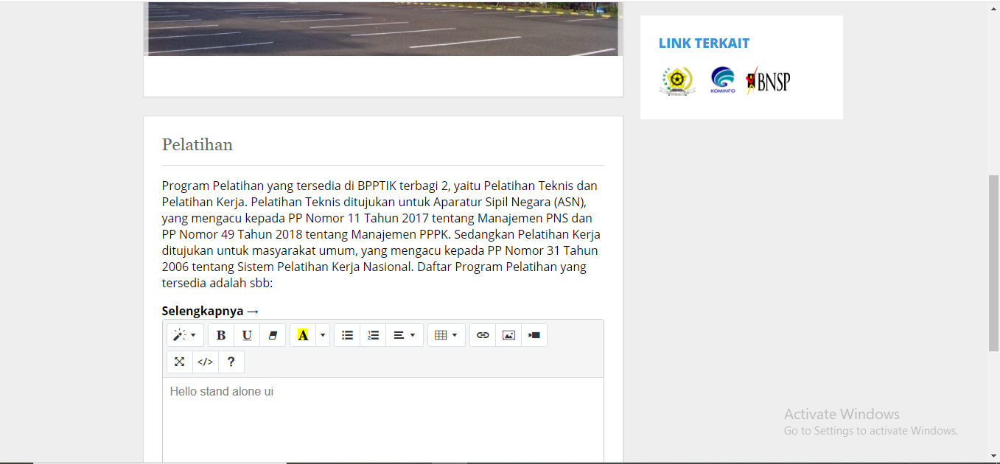 LINK TERKAIT
KOMINFO
BNSP
Pelatihan
Program Pelatihan yang tersedia di BPPTIK terbagi 2, yaitu Pelatihan Teknis dan
Pelatihan Kerja. Pelatihan Teknis ditujukan untuk Aparatur Sipil Negara (ASN),
yang mengacu kepada PP Nomor 11 Tahun 2017 tentang Manajemen PNS dan
PP Nomor 49 Tahun 2018 tentang Manajemen PPPK. Sedangkan Pelatihan Kerja
ditujukan untuk masyarakat umum, yang mengacu kepada PP Nomor 31 Tahun
2006 tentang Sistem Pelatihan Kerja Nasional. Daftar Program Pelatihan yang
tersedia adalah sbb:
Selengkapnya →
B U A
</> ?
Hello stand alone ui
Activate Windows
Go to Settings to activate Windows.